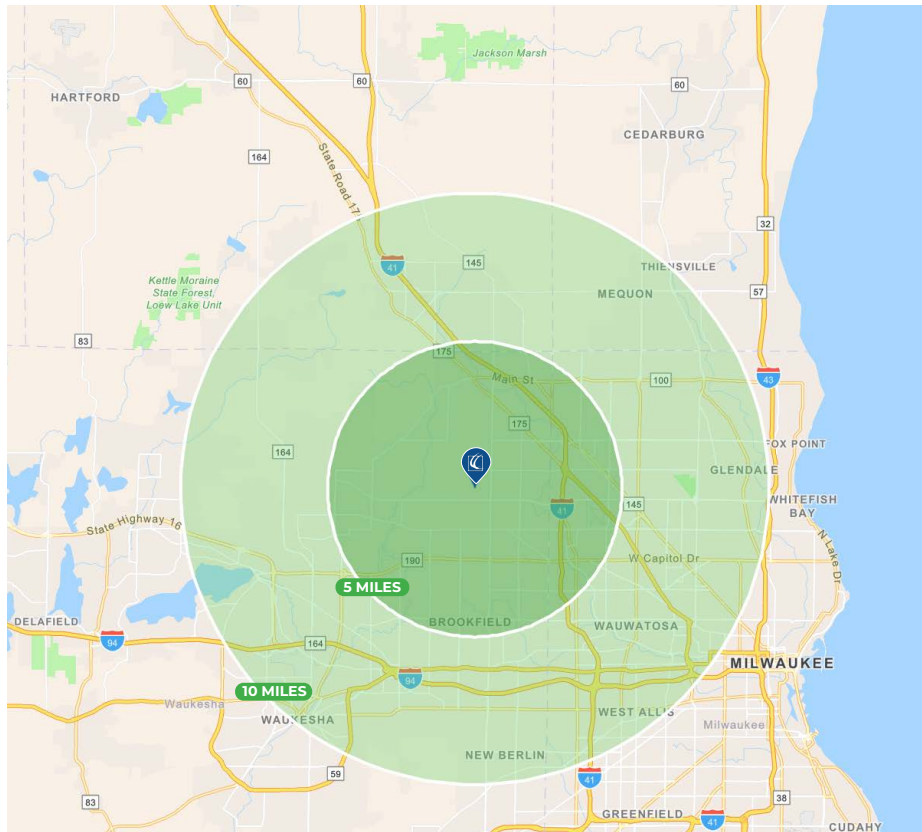 Jackson Marsh
60
60
60
HARTFORD
CEDARBURG
164
State Road 17
32
41
145
THIENSVILLE
Kettle Moraine
State Forest,
Loew Lake Unit
MEQUON
57
83
175
Main St
100
43
175
FOX POINT
164
GLENDALE
WHITEFISH
BAY
145
41
State Highway 16
N Lake Dr
190
W Capitol Dr
5 MILES
DELAFIELD
BROOKFIELD
WAUWATOSA
94
164
MILWAUKEE
94
10 MILES
Waukesha
WAUKESHA
WEST ALLIS
Milwaukee
NEW BERLIN
59
41
83
38
GREENFIELD
41
CUDAHY